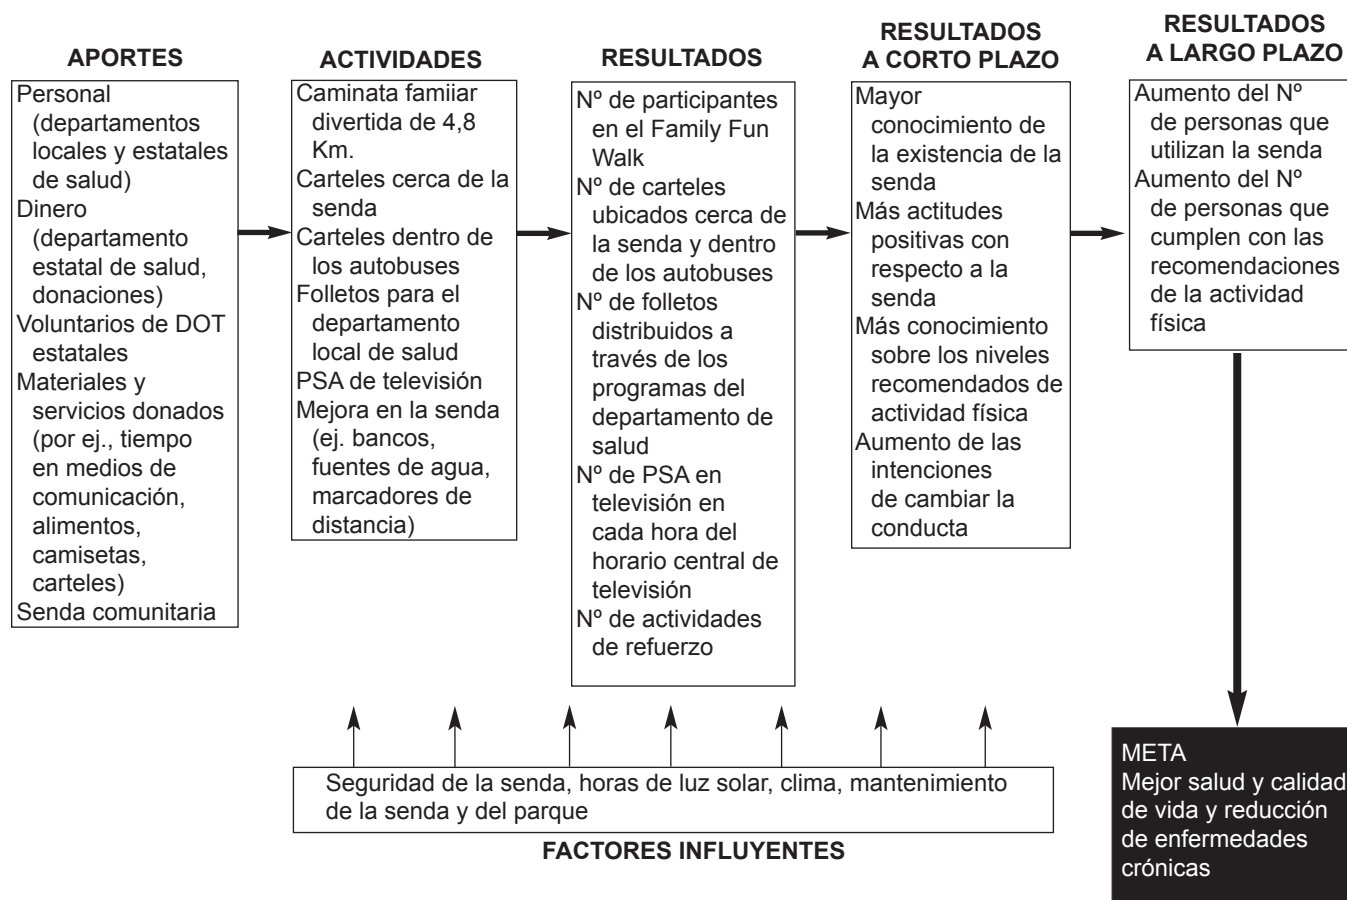 APORTES
Personal
(departamentos
locales y estatales
de salud)
Dinero
(departamento
estatal de salud,
donaciones)
Voluntarios de DOT
estatales
Materiales y
servicios donados
(por ej., tiempo
en medios de
comunicación,
alimentos,
camisetas,
carteles)
Senda comunitaria
ACTIVIDADES
Caminata famiiar
divertida de 4,8
Km.
Carteles cerca de la
senda
Carteles dentro de
los autobuses
Folletos para el
departamento
local de salud
PSA de televisión
Mejora en la senda
(ej. bancos,
fuentes de agua,
marcadores de
distancia)
RESULTADOS
Nº de participantes
en el Family Fun
Walk
Nº de carteles
ubicados cerca de
la senda y dentro
de los autobuses
Nº de folletos
distribuidos a
través de los
programas del
departamento de
salud
Nº de PSA en
televisión en
cada hora del
horario central de
televisión
Nº de actividades
de refuerzo
RESULTADOS
A CORTO PLAZO
Mayor
conocimiento de
la existencia de la
senda
Más actitudes
positivas con
respecto a la
senda
Más conocimiento
sobre los niveles
recomendados de
actividad física
Aumento de las
intenciones
de cambiar la
conducta
RESULTADOS
A LARGO PLAZO
Aumento del Nº
de personas que
utilizan la senda
Aumento del Nº
de personas que
cumplen con las
recomendaciones
de la actividad
física
META
Mejor salud y calidad
de vida y reducción
de enfermedades
crónicas
Seguridad de la senda, horas de luz solar, clima, mantenimiento
de la senda y del parque
FACTORES INFLUYENTES